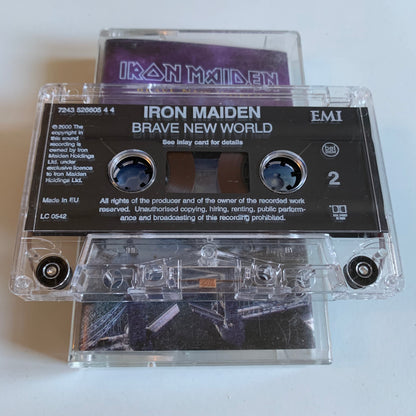 IRON MAIDEN
7243 526605 4 4
IRON MAIDEN
EMI
BRAVE NEW WORLD
See inlay card for details
℗ 2000 The
copyright in
this sound
recording is
owned by Iron
Maiden Holdings
Ltd. under
exclusive licence
to Iron Maiden
Holdings Ltd.
2
Made in EU
LC 0542
All rights of the producer and of the owner of the recorded work
reserved. Unauthorised copying, hiring, renting, public perform-
ance and broadcasting of this recording prohibited.